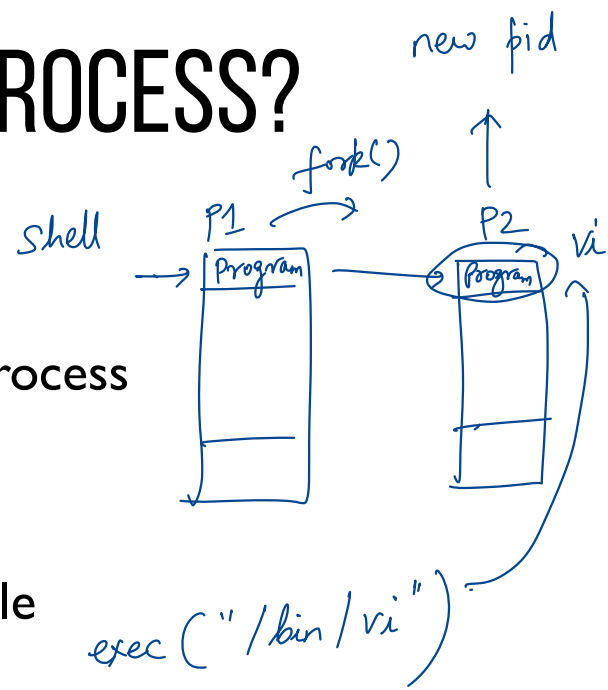 new pid
ROCESS?
fork()
shell
P1
P2
vi
Program
Program
rocess
le
exec ("/bin/vi")